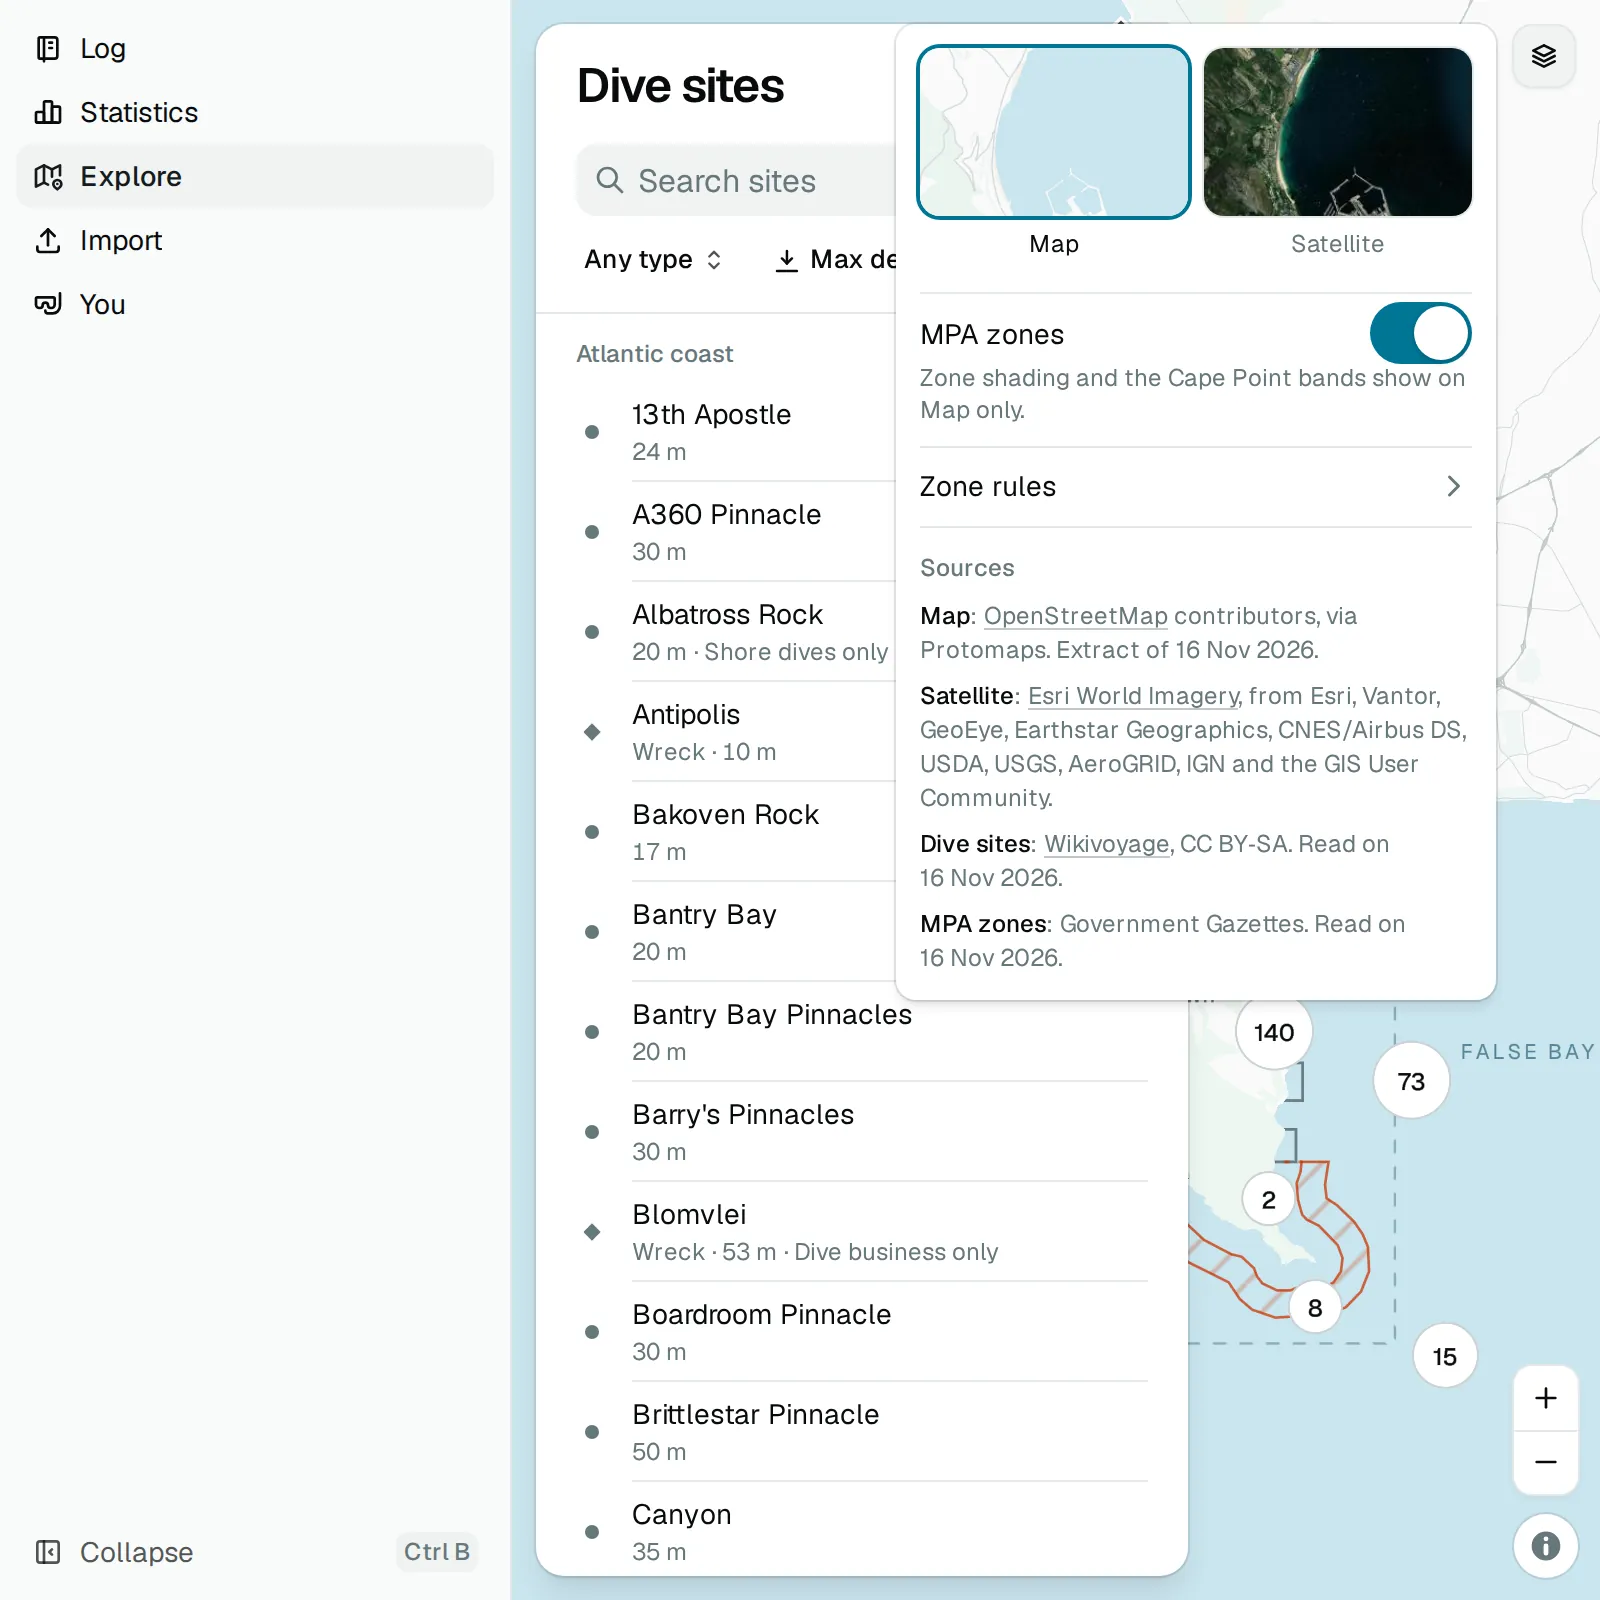 Log
Statistics
Explore
Import
You
Collapse
Ctrl B
Dive sites
Search sites
Any type
Max de
Atlantic coast
13th Apostle
24 m
A360 Pinnacle
30 m
Albatross Rock
20 m · Shore dives only
Antipolis
Wreck · 10 m
Bakoven Rock
17 m
Bantry Bay
20 m
Bantry Bay Pinnacles
20 m
Barry's Pinnacles
30 m
Blomvlei
Wreck · 53 m · Dive business only
Boardroom Pinnacle
30 m
Brittlestar Pinnacle
50 m
Canyon
35 m
Map
Satellite
MPA zones
Zone shading and the Cape Point bands show on
Map only.
Zone rules
Sources
Map: OpenStreetMap contributors, via
Protomaps. Extract of 16 Nov 2026.
Satellite: Esri World Imagery, from Esri, Vantor,
GeoEye, Earthstar Geographics, CNES/Airbus DS,
USDA, USGS, AeroGRID, IGN and the GIS User
Community.
Dive sites: Wikivoyage, CC BY-SA. Read on
16 Nov 2026.
MPA zones: Government Gazettes. Read on
16 Nov 2026.
140
73
FALSE BAY
2
8
15